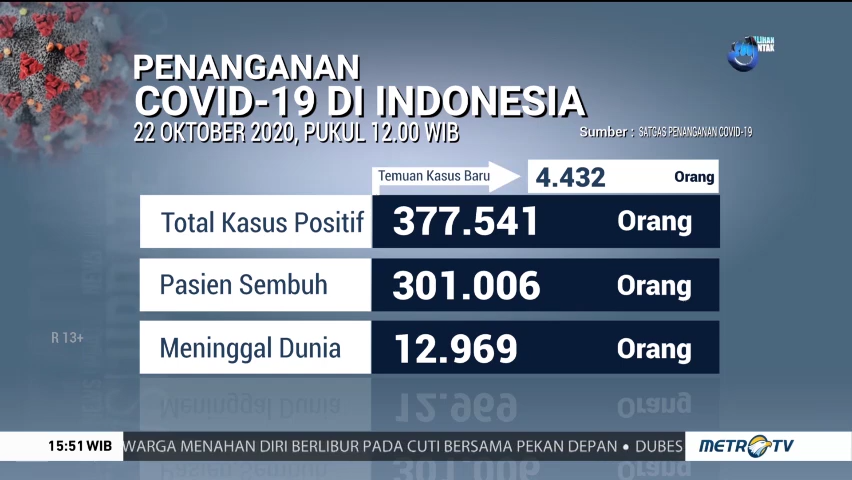 LIHAN
NTAK
PENANGANAN
COVID-19 DI INDONESIA
22 OKTOBER 2020, PUKUL 12.00 WIB
Sumber : SATGAS PENANGANAN COVID-19
Temuan Kasus Baru 4.432 Orang
Total Kasus Positif 377.541 Orang
Pasien Sembuh 301.006 Orang
R 13+
Meninggal Dunia 12.969 Orang
15:51 WIB WARGA MENAHAN DIRI BERLIBUR PADA CUTI BERSAMA PEKAN DEPAN • DUBES METRO TV